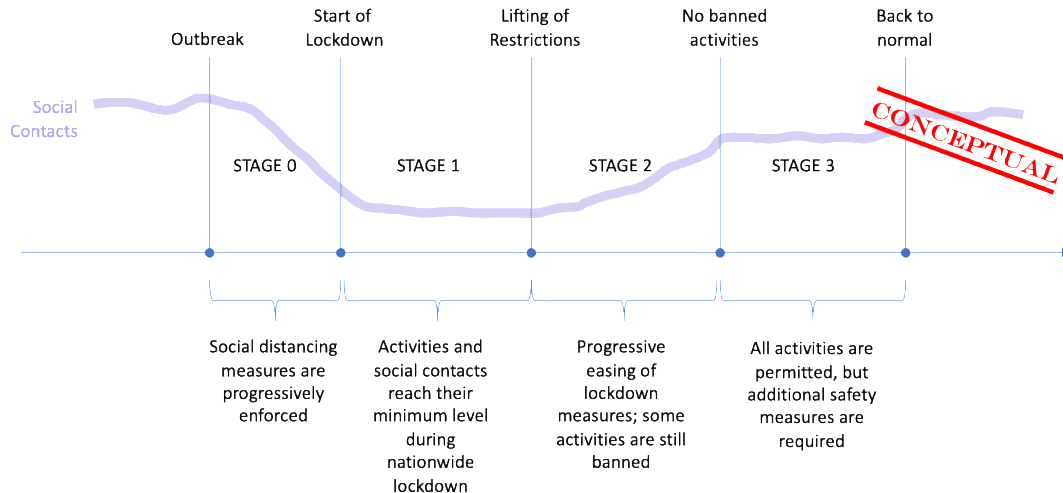 Outbreak
Start of
Lockdown
Lifting of
Restrictions
No banned
activities
Back to
normal
Social
Contacts
CONCEPTUAL
STAGE 0
STAGE 1
STAGE 2
STAGE 3
Social distancing
measures are
progressively
enforced
Activities and
social contacts
reach their
minimum level
during
nationwide
lockdown
Progressive
easing of
lockdown
measures; some
activities are still
banned
All activities are
permitted, but
additional safety
measures are
required